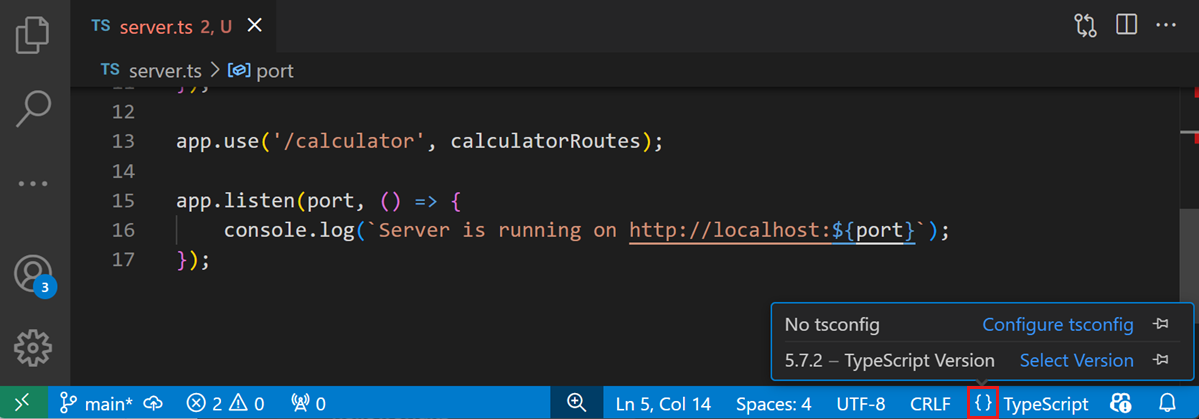 TS server.ts 2, U
TS server.ts > port
11 });
12
13 app.use('/calculator', calculatorRoutes);
14
15 app.listen(port, () => {
16 console.log(`Server is running on http://localhost:${port}`);
17 });
3
No tsconfig Configure tsconfig
5.7.2 – TypeScript Version Select Version
main* 2 0 0 Ln 5, Col 14 Spaces: 4 UTF-8 CRLF {} TypeScript